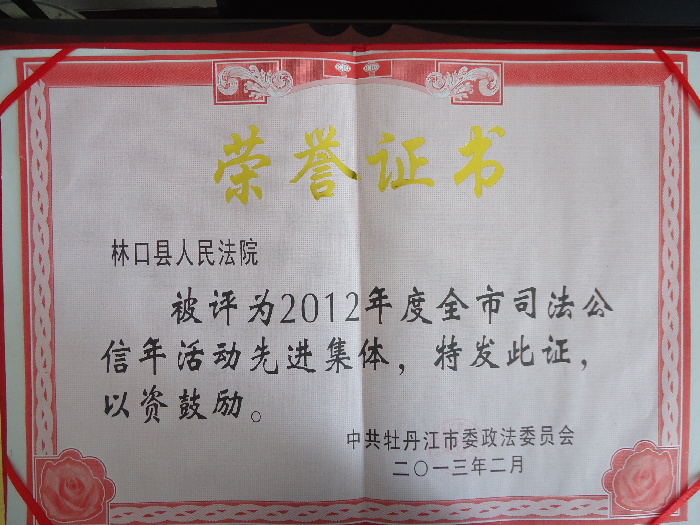 荣誉证书
林口县人民法院
被评为2012年度全市司法公
信年活动先进集体，特发此证，
以资鼓励。
中共牡丹江市委政法委员会
二〇一三年二月